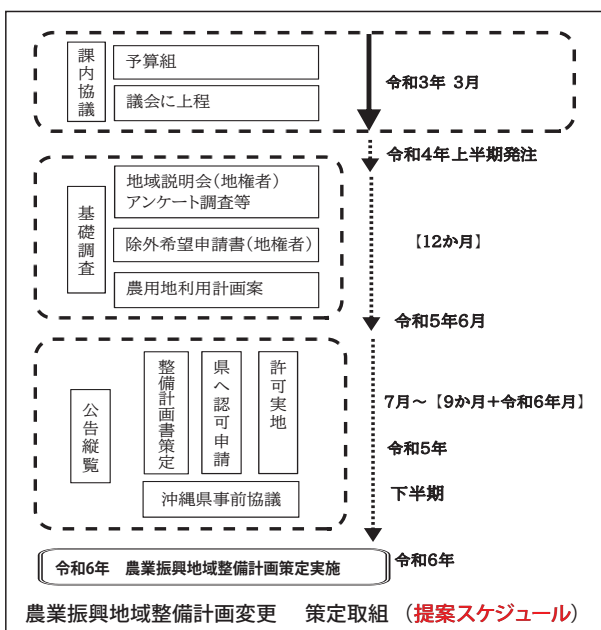 課内協議
予算組
議会に上程
令和3年 3月
令和4年上半期発注
基礎調査
地域説明会(地権者)
アンケート調査等
除外希望申請書(地権者)
農用地利用計画案
【12か月】
令和5年6月
公告縦覧
整備計画書策定
県へ認可申請
許可実地
沖縄県事前協議
7月～【9か月＋令和6年月】
令和5年
下半期
令和6年 農業振興地域整備計画策定実施
令和6年
農業振興地域整備計画変更 策定取組 (提案スケジュール)